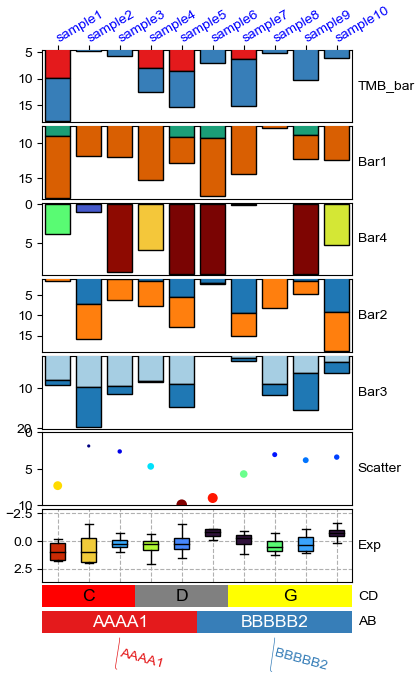 sample1 sample2 sample3 sample4 sample5 sample6 sample7 sample8 sample9 sample10
5
10
15
TMB_bar
10
15
Bar1
0
5
Bar4
5
10
15
Bar2
10
20
Bar3
0
5
10
Scatter
−2.5
0.0
2.5
Exp
C D G CD
AAAA1 BBBBB2 AB
AAAA1 BBBBB2